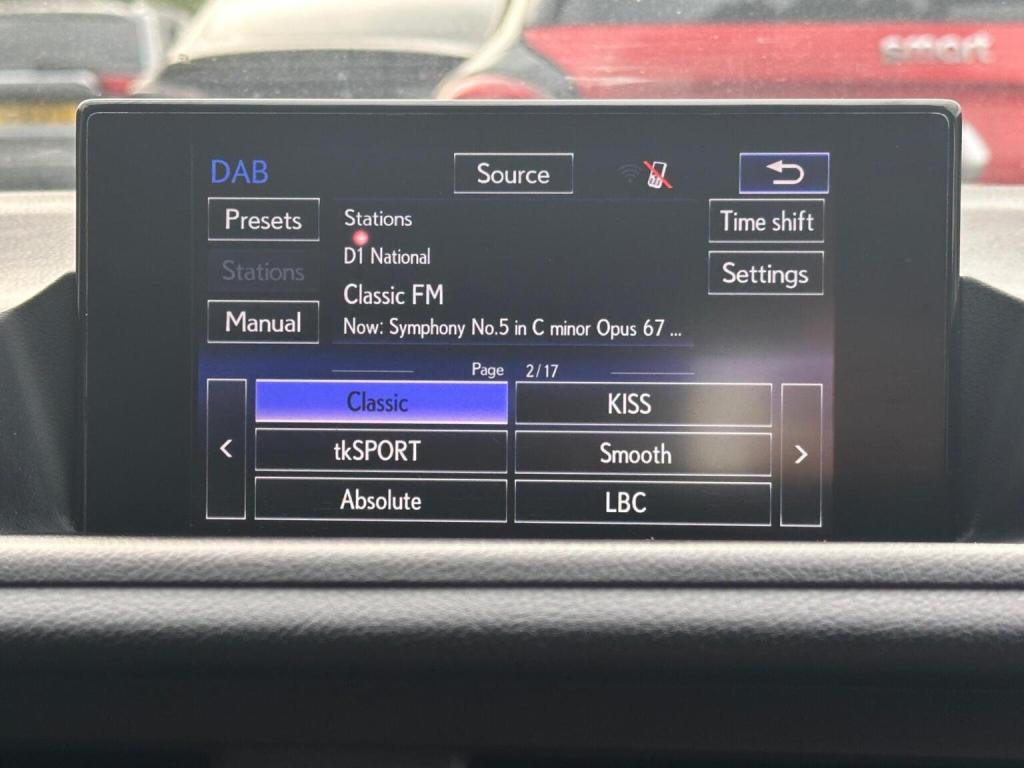 smart
DAB
Source
Presets
Stations
Time shift
Stations
D1 National
Settings
Classic FM
Manual
Now: Symphony No.5 in C minor Opus 67 ...
Page 2/17
Classic
KISS
<
tkSPORT
Smooth
>
Absolute
LBC